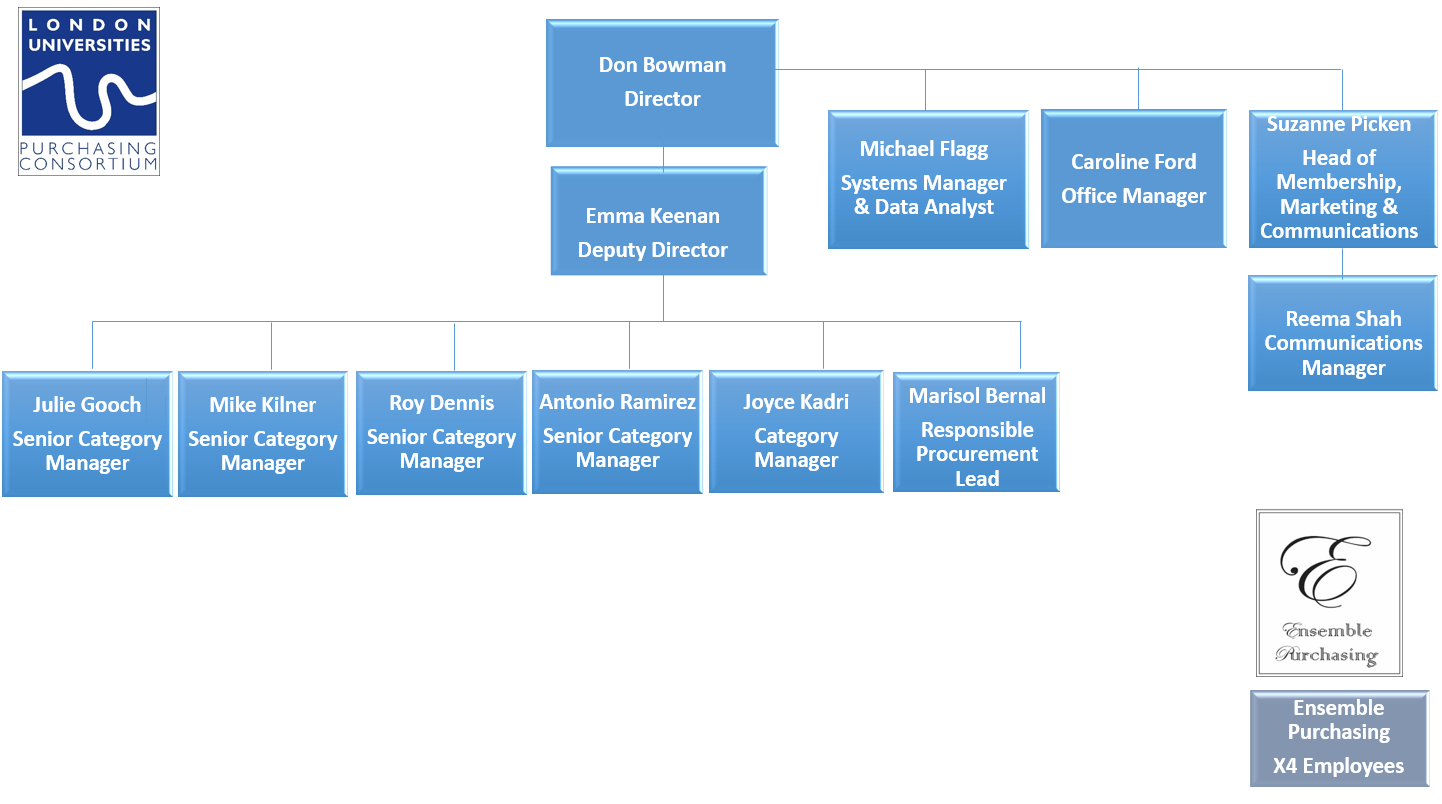 LONDON
UNIVERSITIES
PURCHASING
CONSORTIUM
Don Bowman
Director
Emma Keenan
Deputy Director
Michael Flagg
Systems Manager
& Data Analyst
Caroline Ford
Office Manager
Suzanne Picken
Head of
Membership,
Marketing &
Communications
Reema Shah
Communications
Manager
Julie Gooch
Senior Category
Manager
Mike Kilner
Senior Category
Manager
Roy Dennis
Senior Category
Manager
Antonio Ramirez
Senior Category
Manager
Joyce Kadri
Category
Manager
Marisol Bernal
Responsible
Procurement
Lead
E
Ensemble
Purchasing
Ensemble
Purchasing
X4 Employees